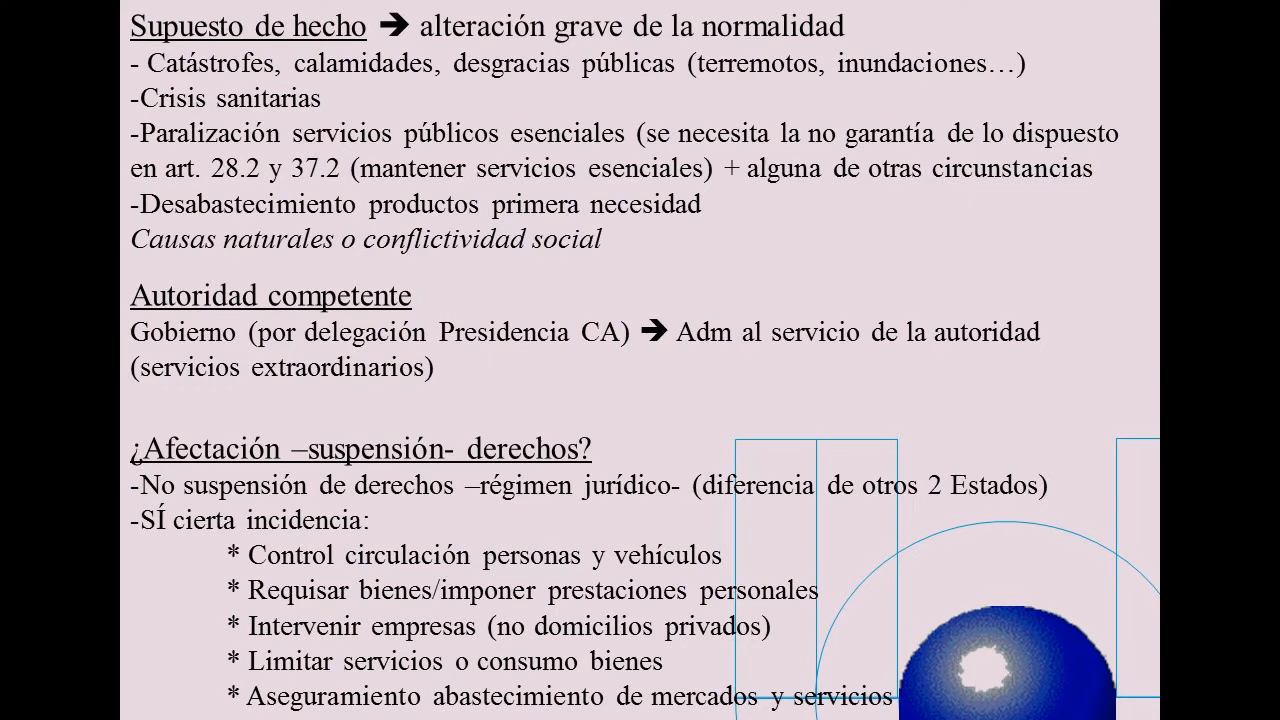 Supuesto de hecho ➔ alteración grave de la normalidad
- Catástrofes, calamidades, desgracias públicas (terremotos, inundaciones…)
-Crisis sanitarias
-Paralización servicios públicos esenciales (se necesita la no garantía de lo dispuesto
en art. 28.2 y 37.2 (mantener servicios esenciales) + alguna de otras circunstancias
-Desabastecimiento productos primera necesidad
Causas naturales o conflictividad social
Autoridad competente
Gobierno (por delegación Presidencia CA) ➔ Adm al servicio de la autoridad
(servicios extraordinarios)
¿Afectación –suspensión- derechos?
-No suspensión de derechos –régimen jurídico- (diferencia de otros 2 Estados)
-SÍ cierta incidencia:
* Control circulación personas y vehículos
* Requisar bienes/imponer prestaciones personales
* Intervenir empresas (no domicilios privados)
* Limitar servicios o consumo bienes
* Aseguramiento abastecimiento de mercados y servicios